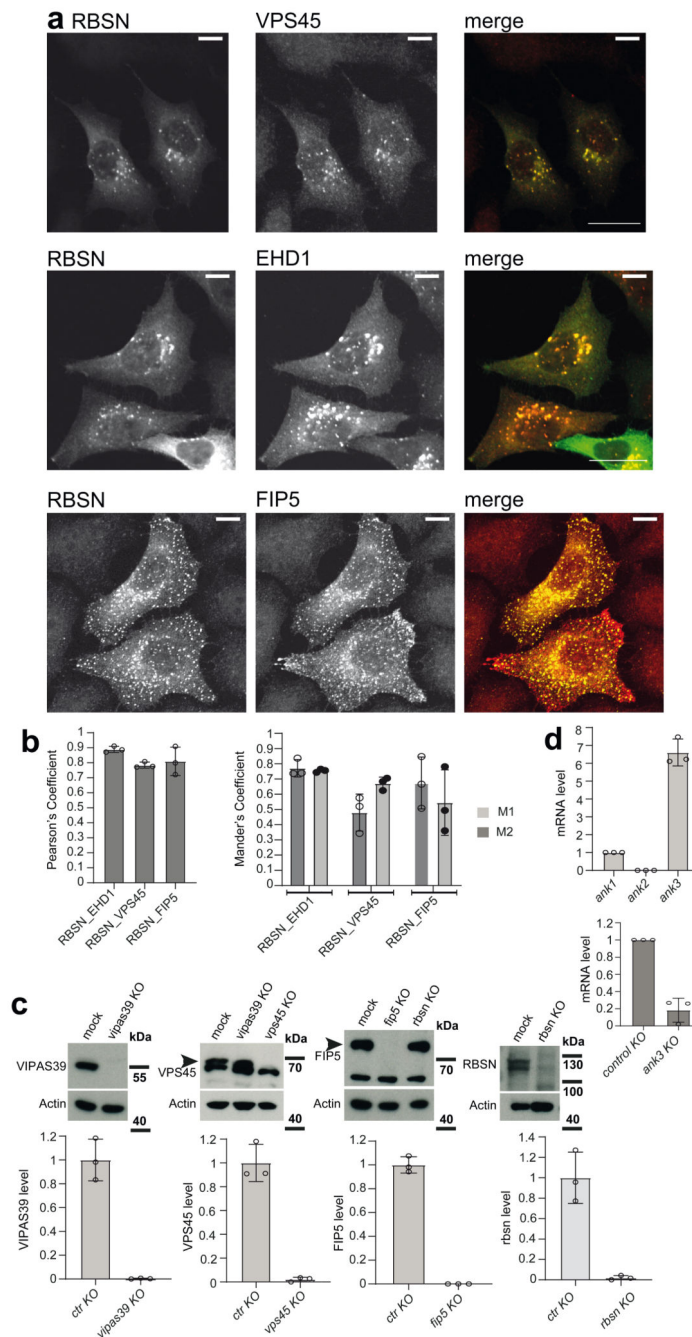 a RBSN VPS45 merge
RBSN EHD1 merge
RBSN FIP5 merge
b
Pearson's Coefficient
1
0.9
0.8
0.7
0.6
0.5
0.4
0.3
0.2
0.1
0
RBSN_EHD1
RBSN_VPS45
RBSN_FIP5
Mander's Coefficient
1
0.9
0.8
0.7
0.6
0.5
0.4
0.3
0.2
0.1
0
RBSN_EHD1
RBSN_VPS45
RBSN_FIP5
M1
M2
d
mRNA level
8
7
6
5
4
3
2
1
0
ank1
ank2
ank3
mRNA level
1.2
1
0.8
0.6
0.4
0.2
0
control KO
ank3 KO
c
mock
vipas39 KO
kDa
VIPAS39
55
Actin
40
mock
vipas39 KO
vps45 KO
kDa
VPS45
70
Actin
40
mock
fip5 KO
rbsn KO
kDa
FIP5
70
Actin
40
mock
rbsn KO
kDa
RBSN
130
100
Actin
40
VIPAS39 level
1.4
1.2
1
0.8
0.6
0.4
0.2
0
ctr KO
vipas39 KO
VPS45 level
1.4
1.2
1
0.8
0.6
0.4
0.2
0
ctr KO
vps45 KO
FIP5 level
1.2
1
0.8
0.6
0.4
0.2
0
ctr KO
fip5 KO
rbsn level
1.4
1.2
1
0.8
0.6
0.4
0.2
0
ctr KO
rbsn KO